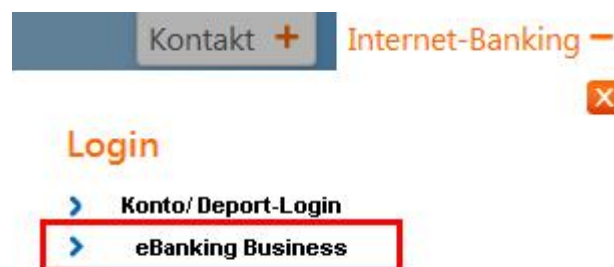 Kontakt + Internet-Banking −
X
Login
Konto/Deport-Login
eBanking Business